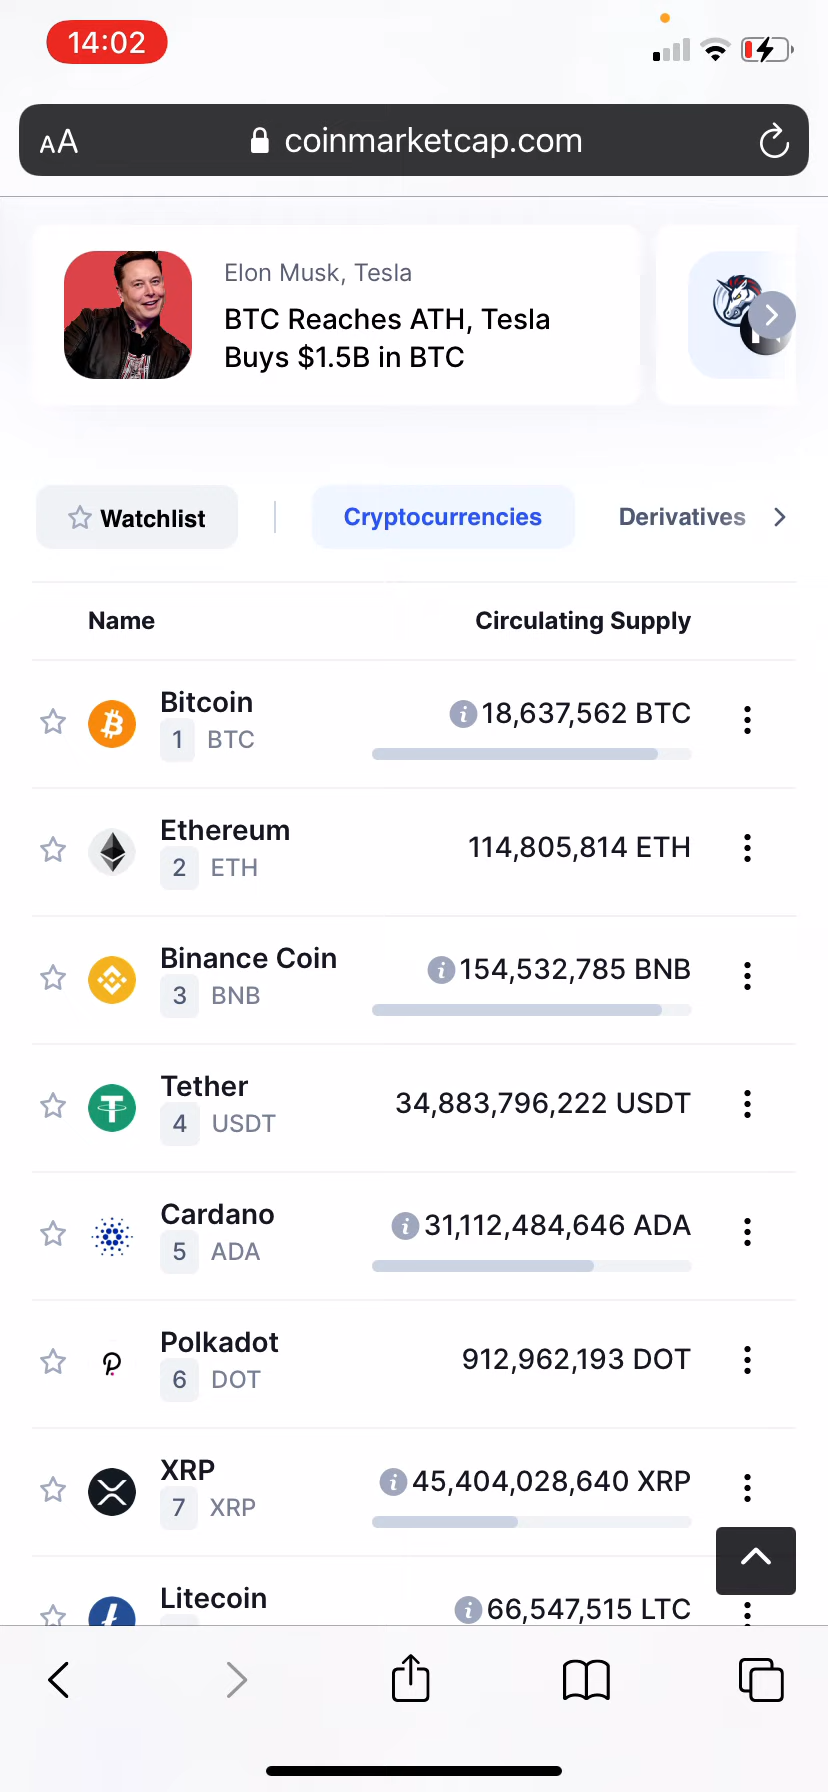 14:02
AA coinmarketcap.com
Elon Musk, Tesla
BTC Reaches ATH, Tesla
Buys $1.5B in BTC
Watchlist Cryptocurrencies Derivatives
Name Circulating Supply
Bitcoin
18,637,562 BTC
1 BTC
Ethereum
114,805,814 ETH
2 ETH
Binance Coin
154,532,785 BNB
3 BNB
Tether
34,883,796,222 USDT
4 USDT
Cardano
31,112,484,646 ADA
5 ADA
Polkadot
912,962,193 DOT
6 DOT
XRP
45,404,028,640 XRP
7 XRP
Litecoin
66,547,515 LTC